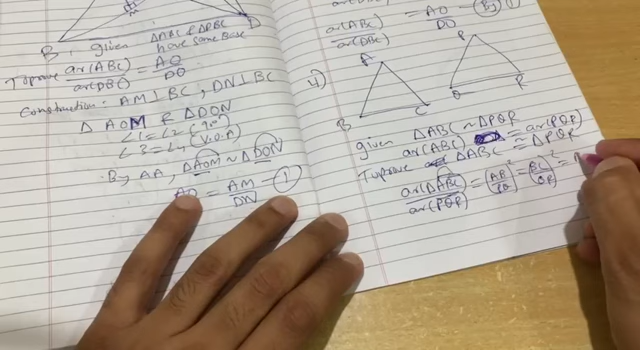 B
D
given ΔABC & ΔDBC
have same Base
To prove ar(ABC)/ar(DBC) = AO/DO
Construction: AM⊥BC, DN⊥BC
Δ AOM & ΔDON
∠1=∠2 (90°)
∠3=∠4 (V.O.A)
By AA, ΔAOM ~ ΔDON
AO = AM/DN - ①
ar(ABC)/ar(DBC) = AO/DO
4)
A
B
C
P
Q
R
given ΔABC ~ ΔPQR
ar(ABC) = ar(PQR)
To prove ΔABC ≅ ΔPQR
ar(ΔABC)/ar(PQR) = (AB/PQ)² = (BC/QR)² =